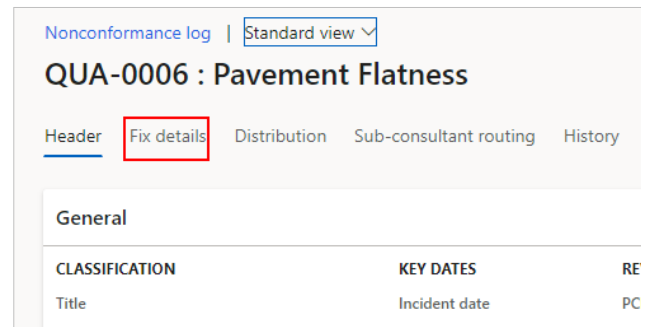 Nonconformance log | Standard view
QUA-0006 : Pavement Flatness
Header Fix details Distribution Sub-consultant routing History
General
CLASSIFICATION KEY DATES
Title Incident date